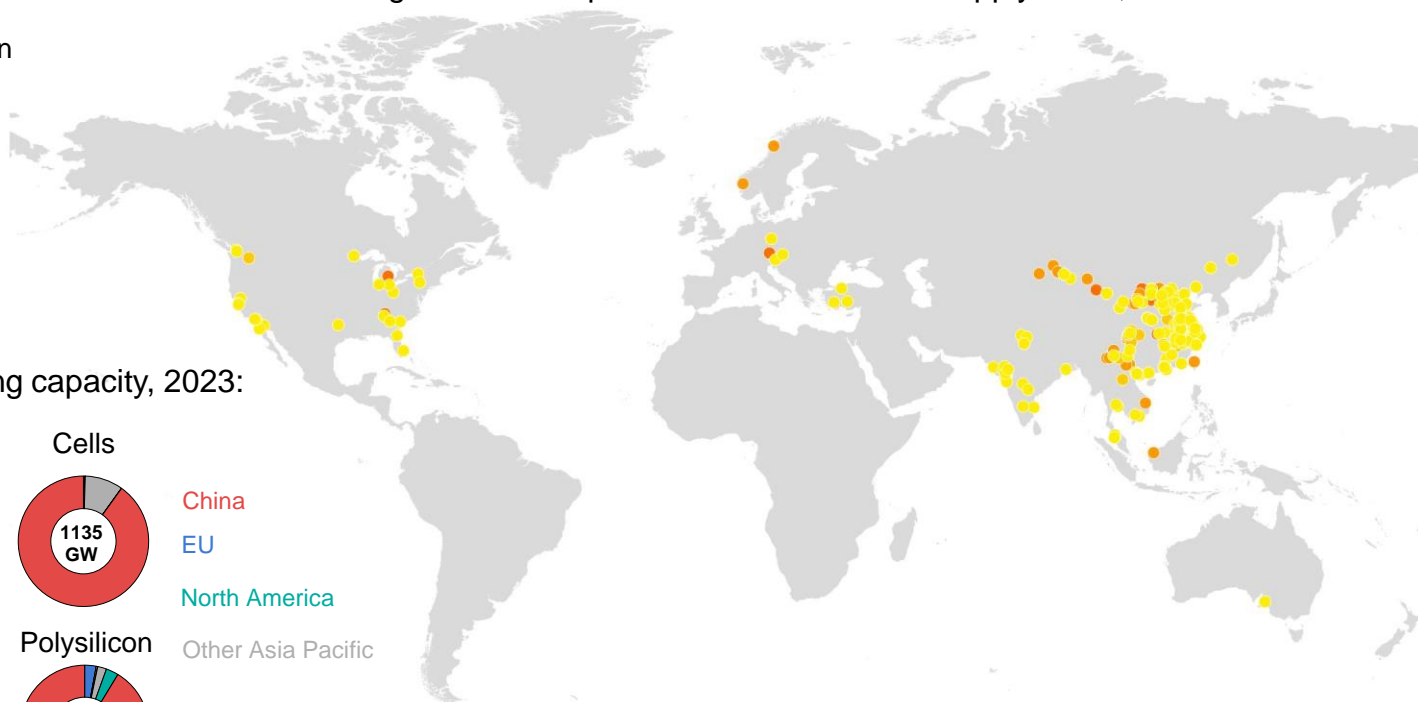 n
ng capacity, 2023:
Cells
1135
GW
China
EU
North America
Polysilicon
Other Asia Pacific